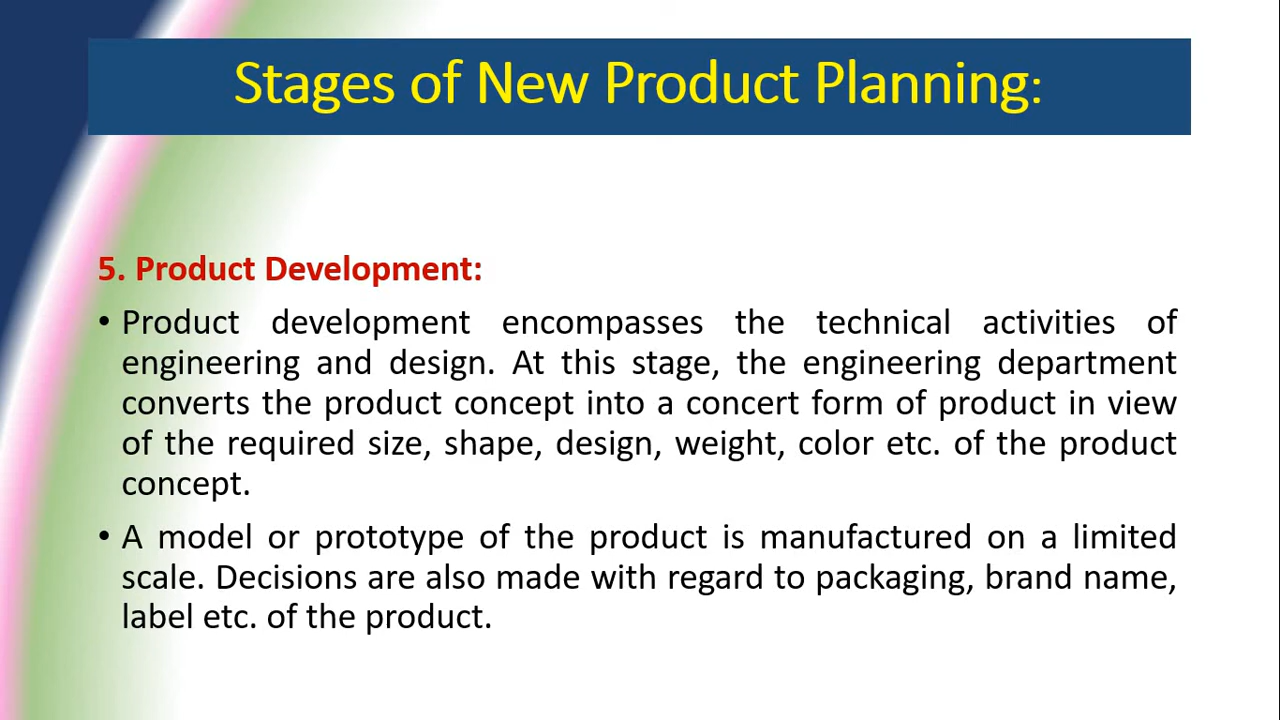 Stages of New Product Planning:
5. Product Development:
• Product development encompasses the technical activities of
engineering and design. At this stage, the engineering department
converts the product concept into a concert form of product in view
of the required size, shape, design, weight, color etc. of the product
concept.
• A model or prototype of the product is manufactured on a limited
scale. Decisions are also made with regard to packaging, brand name,
label etc. of the product.